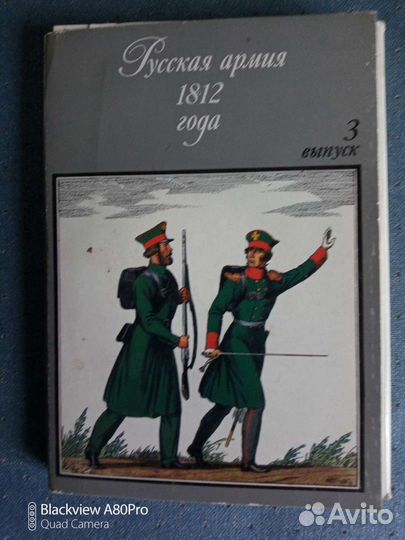 Русская армия
1812
года
3
выпуск
Blackview A80Pro
Quad Camera
Avito